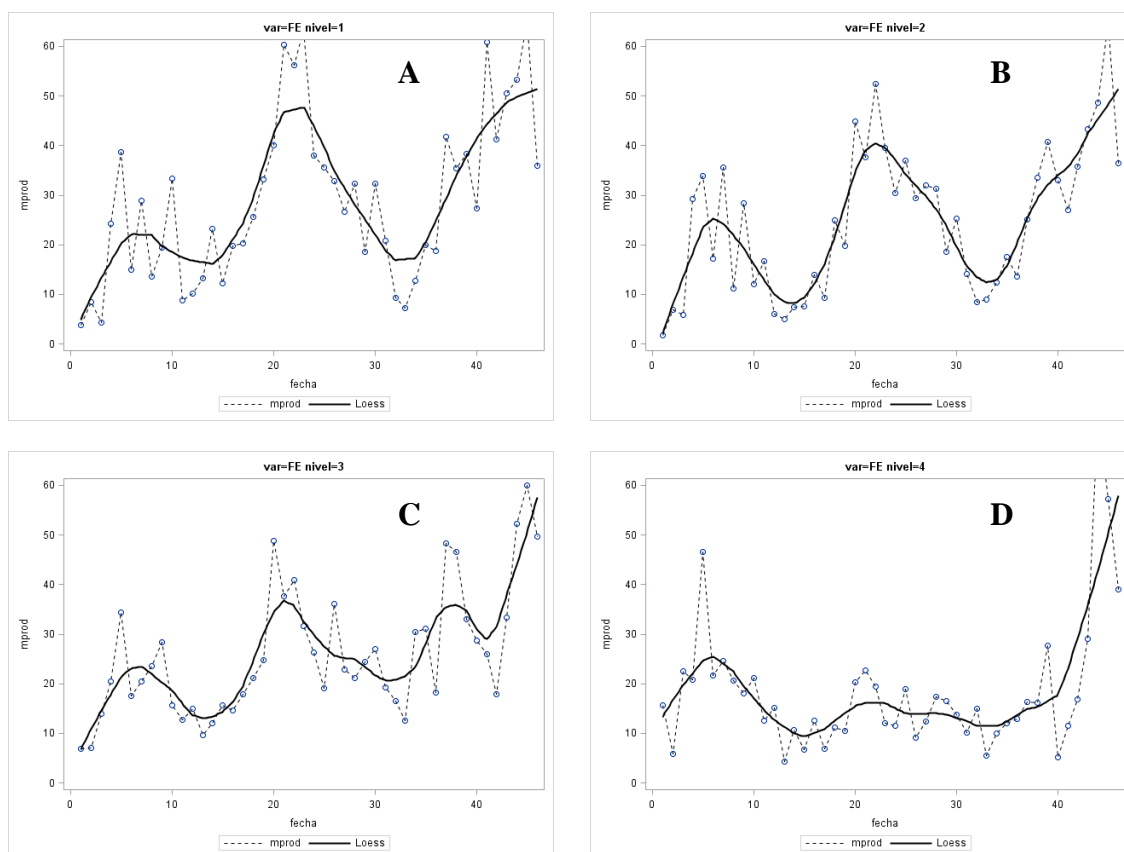 var=FE nivel=1
A
60
50
40
30
20
10
0
mprod
0 10 20 30 40
fecha
mprod Loess
var=FE nivel=2
B
60
50
40
30
20
10
0
mprod
0 10 20 30 40
fecha
mprod Loess
var=FE nivel=3
C
60
50
40
30
20
10
0
mprod
0 10 20 30 40
fecha
mprod Loess
var=FE nivel=4
D
60
50
40
30
20
10
0
mprod
0 10 20 30 40
fecha
mprod Loess